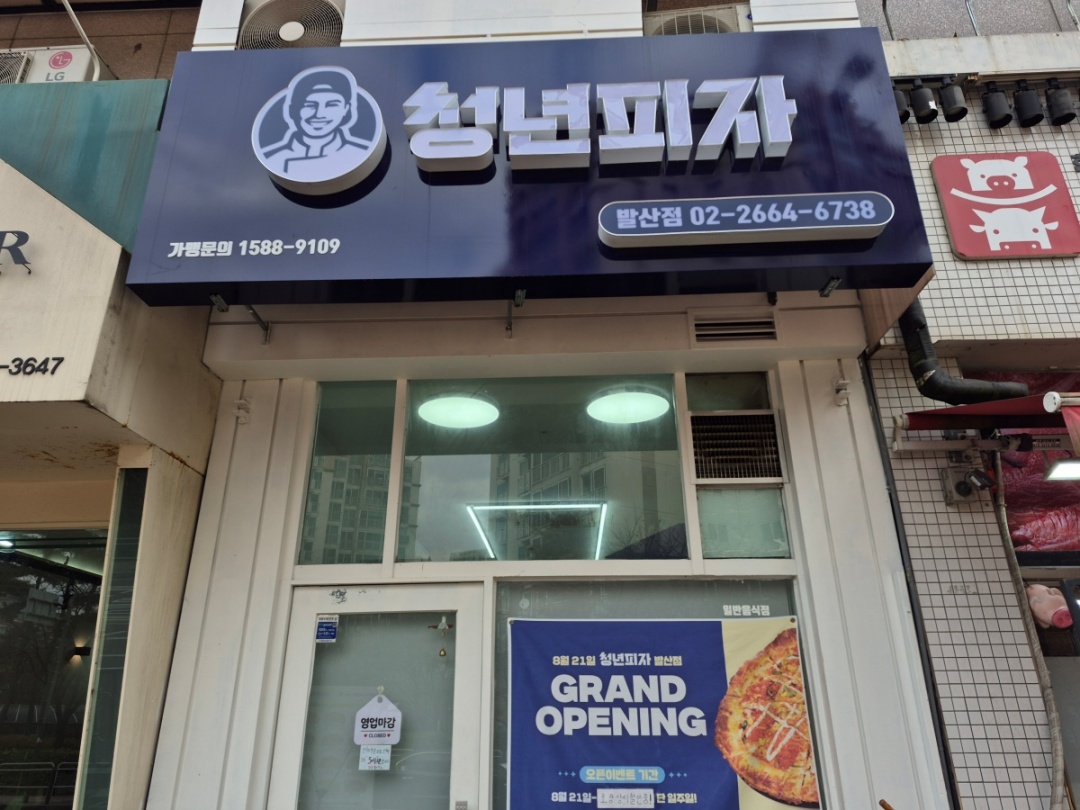 LG
청년피자
발산점 02-2664-6738
가맹문의 1588-9109
R
-3647
일반음식점
8월 21일 청년피자 발산점
GRAND
OPENING
오픈이벤트 기간
8월 21일~
단 일주일!
영업마감
CLOSED